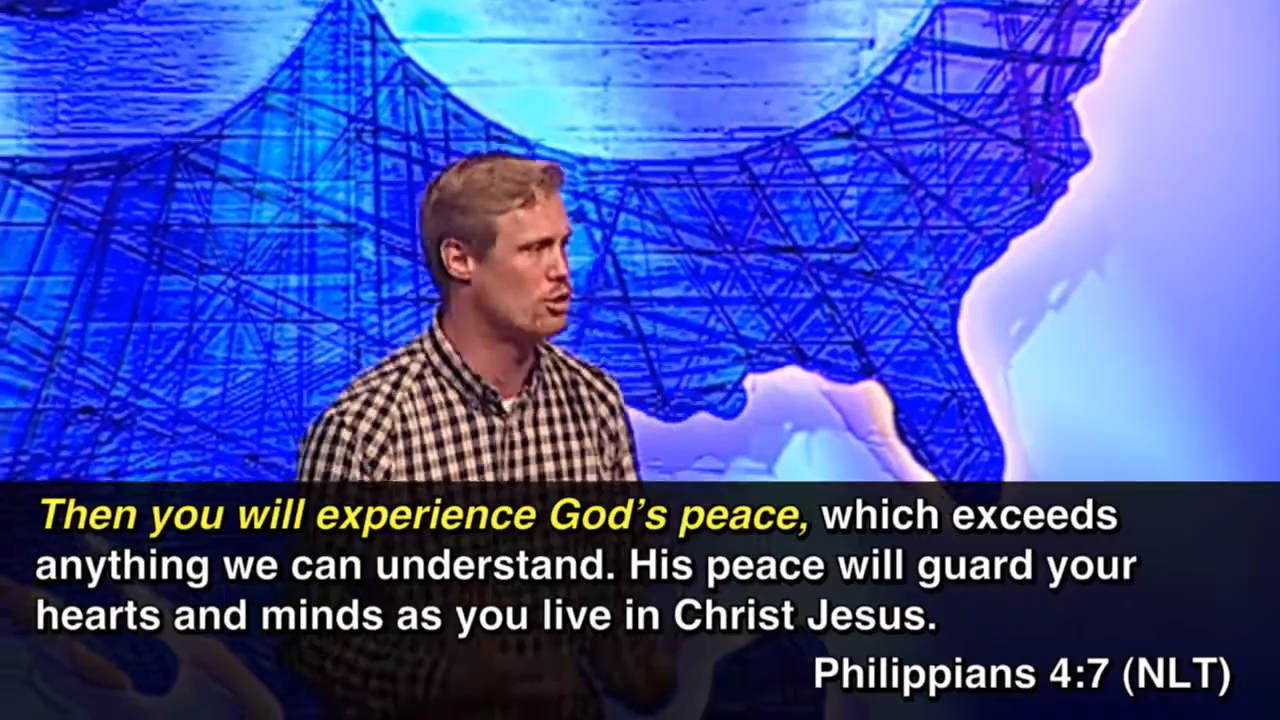 Then you will experience God’s peace, which exceeds
anything we can understand. His peace will guard your
hearts and minds as you live in Christ Jesus.
Philippians 4:7 (NLT)